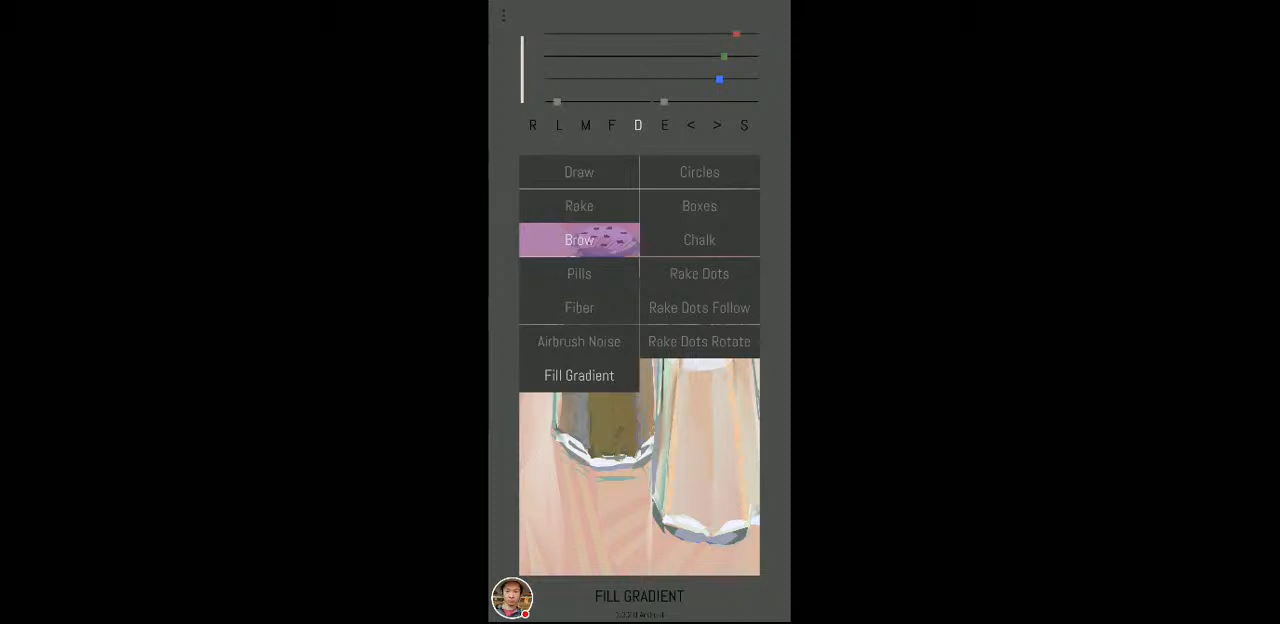 R L M F D E < > S
Draw Circles
Rake Boxes
Brow Chalk
Pills Rake Dots
Fiber Rake Dots Follow
Airbrush Noise Rake Dots Rotate
Fill Gradient
FILL GRADIENT